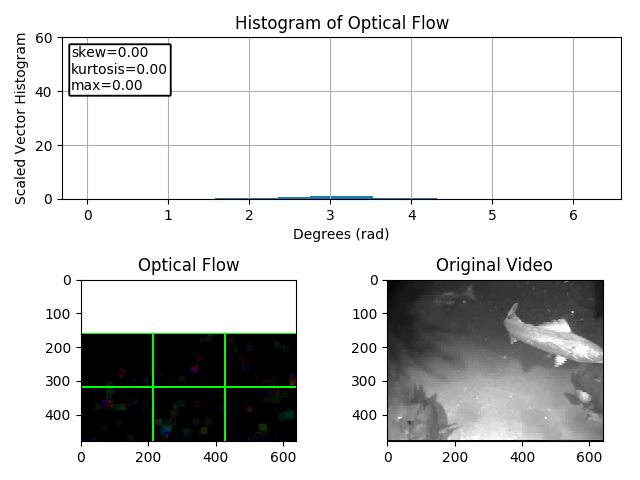 Histogram of Optical Flow
60
40
20
0
Scaled Vector Histogram
skew=0.00
kurtosis=0.00
max=0.00
0 1 2 3 4 5 6
Degrees (rad)
Optical Flow
0
100
200
300
400
0 200 400 600
Original Video
0
100
200
300
400
0 200 400 600